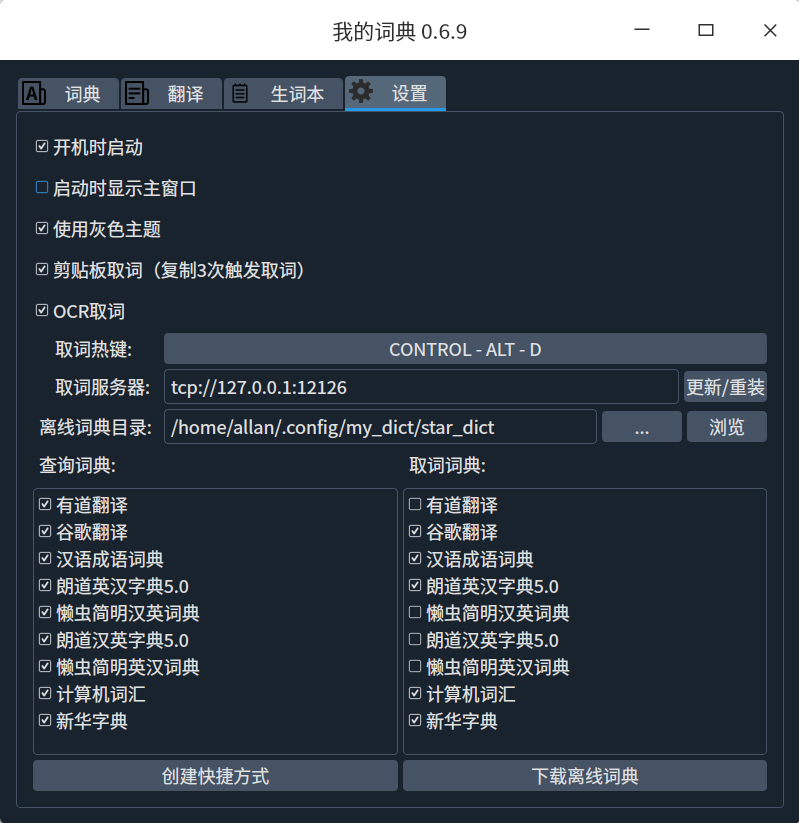 我的词典 0.6.9
词典 翻译 生词本 设置
开机时启动
启动时显示主窗口
使用灰色主题
剪贴板取词（复制3次触发取词）
OCR取词
取词热键: CONTROL - ALT - D
取词服务器: tcp://127.0.0.1:12126 更新/重装
离线词典目录: /home/allan/.config/my_dict/star_dict ... 浏览
查询词典: 取词词典:
有道翻译 有道翻译
谷歌翻译 谷歌翻译
汉语成语词典 汉语成语词典
朗道英汉字典5.0 朗道英汉字典5.0
懒虫简明汉英词典 懒虫简明汉英词典
朗道汉英字典5.0 朗道汉英字典5.0
懒虫简明英汉词典 懒虫简明英汉词典
计算机词汇 计算机词汇
新华字典 新华字典
创建快捷方式 下载离线词典